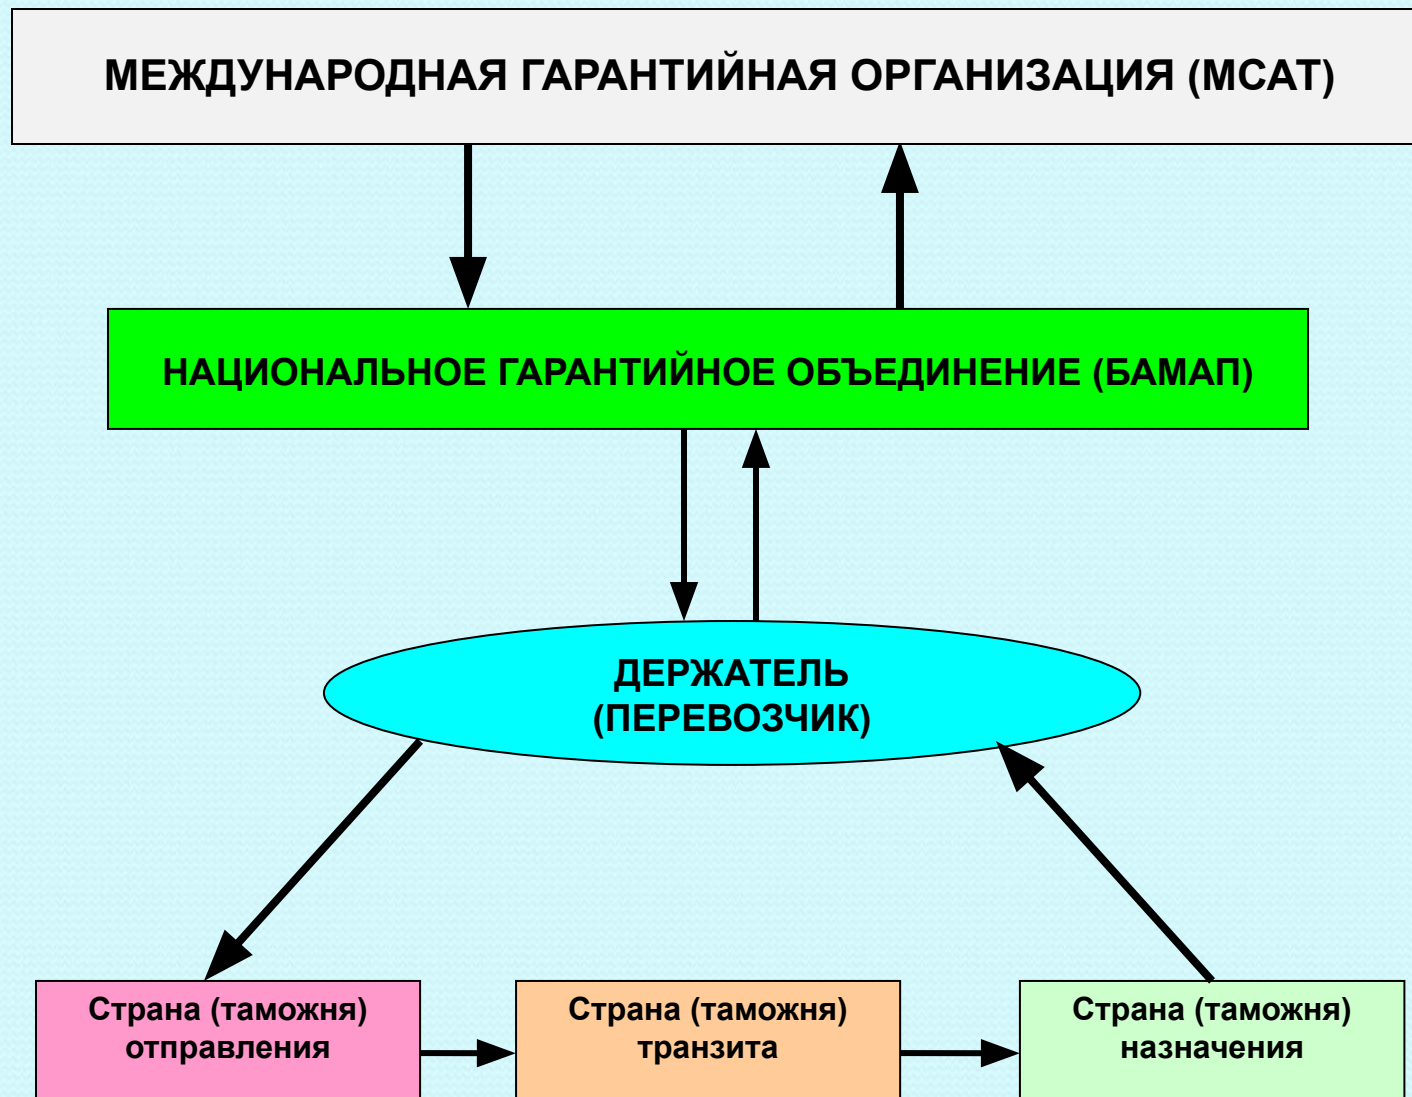 МЕЖДУНАРОДНАЯ ГАРАНТИЙНАЯ ОРГАНИЗАЦИЯ (МСАТ)
НАЦИОНАЛЬНОЕ ГАРАНТИЙНОЕ ОБЪЕДИНЕНИЕ (БАМАП)
ДЕРЖАТЕЛЬ
(ПЕРЕВОЗЧИК)
Страна (таможня)
отправления
Страна (таможня)
транзита
Страна (таможня)
назначения